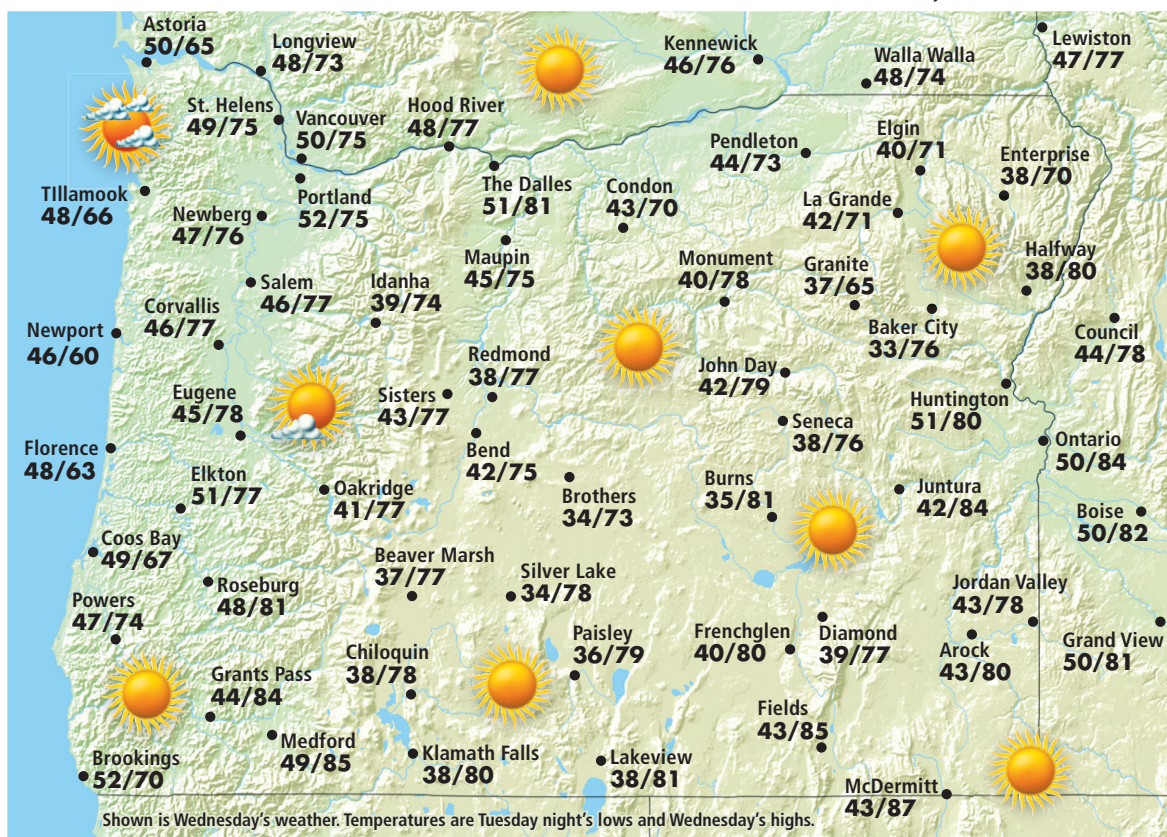 Astoria
50/65
Longview
48/73
Kennewick
46/76
Walla Walla
48/74
Lewiston
47/77
St. Helens
49/75
Vancouver
50/75
Hood River
48/77
Pendleton
44/73
Elgin
40/71
Enterprise
38/70
TIllamook
48/66
Newberg
47/76
Portland
52/75
The Dalles
51/81
Condon
43/70
La Grande
42/71
Maupin
45/75
Monument
40/78
Granite
37/65
Halfway
38/80
Salem
46/77
Idanha
39/74
Corvallis
46/77
Newport
46/60
Baker City
33/76
Council
44/78
Redmond
38/77
John Day
42/79
Eugene
45/78
Sisters
43/77
Huntington
51/80
Seneca
38/76
Florence
48/63
Bend
42/75
Ontario
50/84
Elkton
51/77
Oakridge
41/77
Brothers
34/73
Burns
35/81
Juntura
42/84
Boise
50/82
Coos Bay
49/67
Beaver Marsh
37/77
Silver Lake
34/78
Jordan Valley
43/78
Roseburg
48/81
Powers
47/74
Paisley
36/79
Frenchglen
40/80
Diamond
39/77
Arock
43/80
Grand View
50/81
Chiloquin
38/78
Grants Pass
44/84
Fields
43/85
Medford
49/85
Klamath Falls
38/80
Lakeview
38/81
Brookings
52/70
McDermitt
43/87
Shown is Wednesday's weather. Temperatures are Tuesday night's lows and Wednesday's highs.